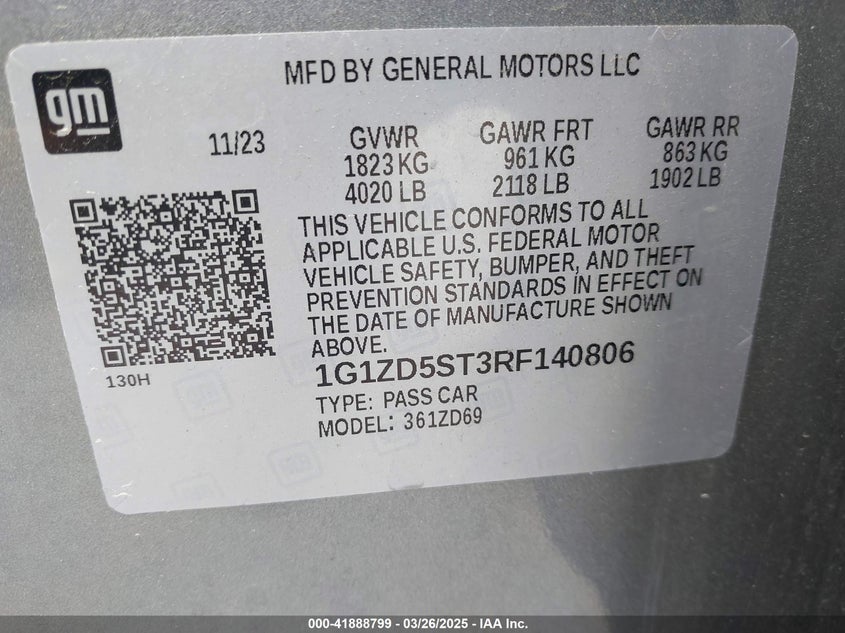 MFD BY GENERAL MOTORS LLC
gm
11/23 GVWR GAWR FRT GAWR RR
1823 KG 961 KG 863 KG
4020 LB 2118 LB 1902 LB
THIS VEHICLE CONFORMS TO ALL
APPLICABLE U.S. FEDERAL MOTOR
VEHICLE SAFETY, BUMPER, AND THEFT
PREVENTION STANDARDS IN EFFECT ON
THE DATE OF MANUFACTURE SHOWN
ABOVE.
130H
1G1ZD5ST3RF140806
TYPE: PASS CAR
MODEL: 361ZD69
000-41888799 — 03/26/2025 — IAA Inc.